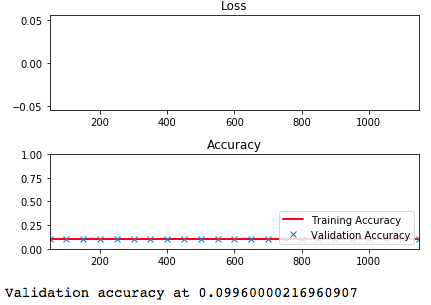 Loss
0.05
0.00
−0.05
200 400 600 800 1000
Accuracy
1.00
0.75
0.50
0.25
0.00
Training Accuracy
Validation Accuracy
200 400 600 800 1000
Validation accuracy at 0.09960000216960907